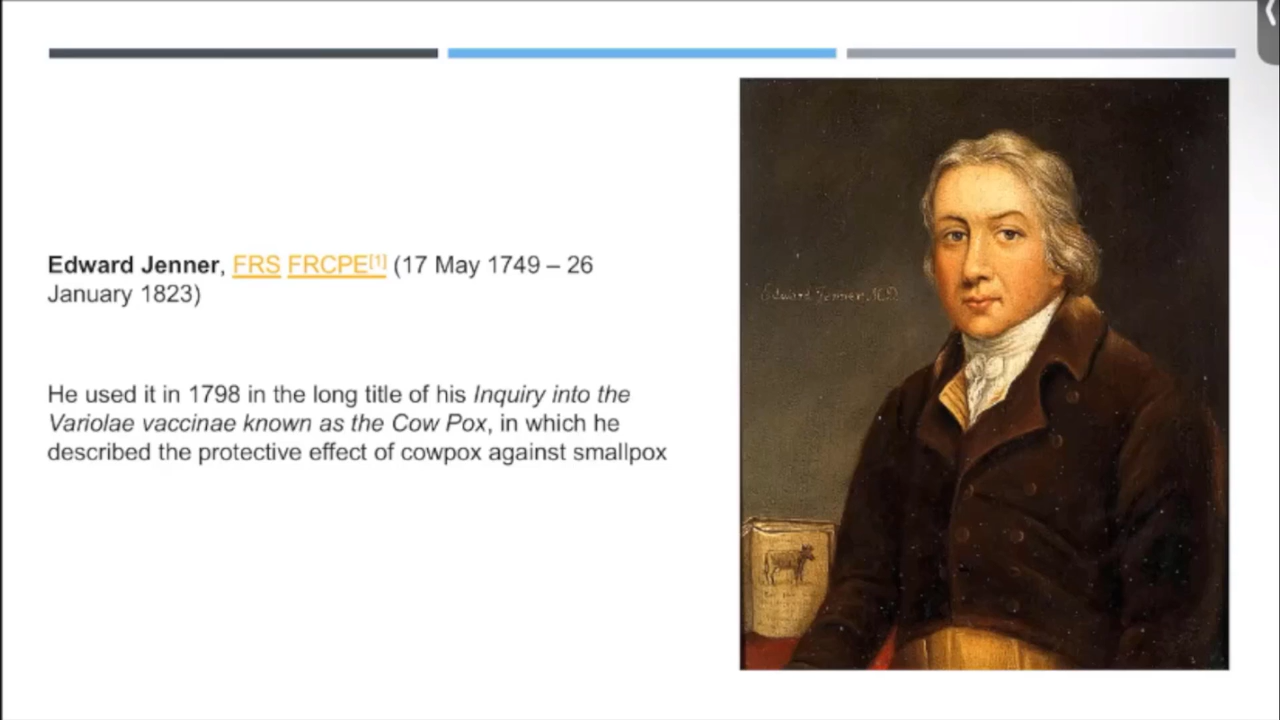 Edward Jenner, FRS FRCPE[1] (17 May 1749 – 26
January 1823)
He used it in 1798 in the long title of his Inquiry into the
Variolae vaccinae known as the Cow Pox, in which he
described the protective effect of cowpox against smallpox
Edward Jenner, M.D.